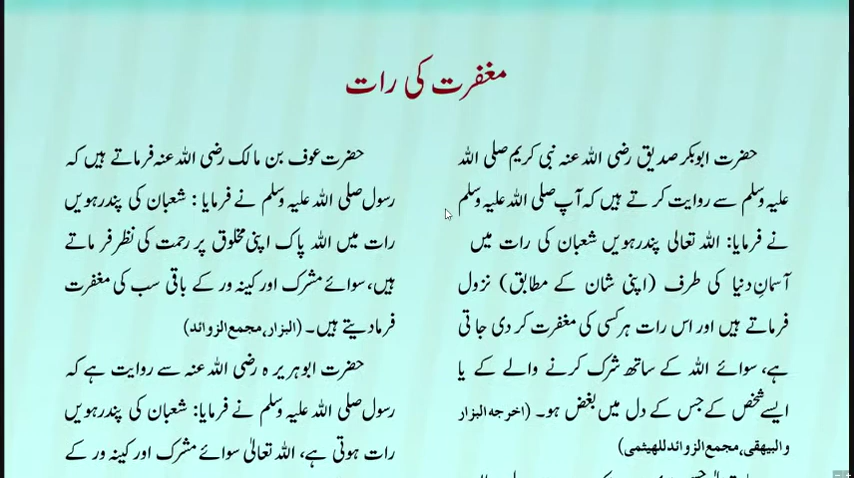 مغفرت کی رات
حضرت ابوبکر صدیق رضی اللہ عنہ نبی کریم صلی اللہ
علیہ وسلم سے روایت کرتے ہیں کہ آپ صلی اللہ علیہ وسلم
نے فرمایا: اللہ تعالی پندرہویں شعبان کی رات میں
آسمانِ دنیا کی طرف (اپنی شان کے مطابق) نزول
فرماتے ہیں اور اس رات ہر کسی کی مغفرت کر دی جاتی
ہے، سوائے اللہ کے ساتھ شرک کرنے والے کے یا
ایسے شخص کے جس کے دل میں بغض ہو۔ (اخرجہ البزار
والبیھقی، مجمع الزوائد للھیثمی)
حضرت عوف بن مالک رضی اللہ عنہ فرماتے ہیں کہ
رسول صلی اللہ علیہ وسلم نے فرمایا : شعبان کی پندرھویں
رات میں اللہ پاک اپنی مخلوق پر رحمت کی نظر فرماتے
ہیں، سوائے مشرک اور کینہ ور کے باقی سب کی مغفرت
فرمادیتے ہیں۔ (البزار، مجمع الزوائد)
حضرت ابوہریرہ رضی اللہ عنہ سے روایت ہے کہ
رسول صلی اللہ علیہ وسلم نے فرمایا: شعبان کی پندرھویں
رات ہوتی ہے، اللہ تعالیٰ سوائے مشرک اور کینہ ور کے